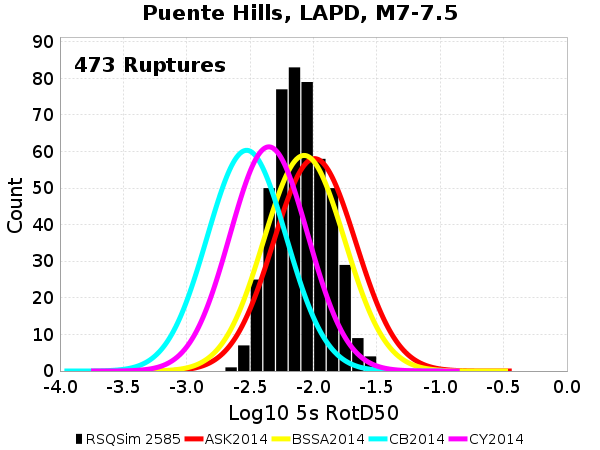 Puente Hills, LAPD, M7-7.5
473 Ruptures
90
80
70
60
50
40
30
20
10
0
Count
-4.0 -3.5 -3.0 -2.5 -2.0 -1.5 -1.0 -0.5 0.0
Log10 5s RotD50
RSQSim 2585 ASK2014 BSSA2014 CB2014 CY2014